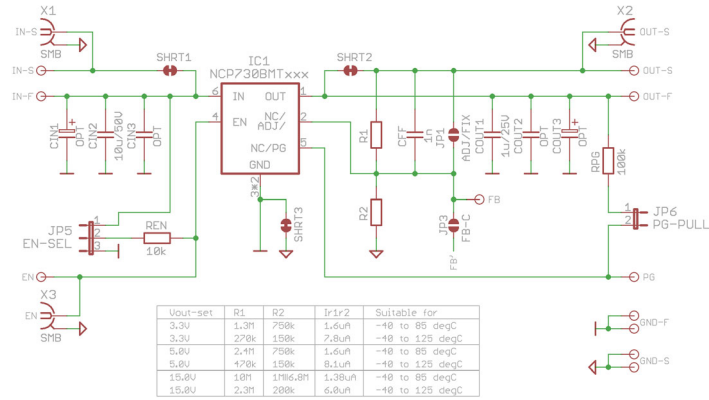 X1
X2
IN-S
OUT-S
SMB
SMB
SHRT1
IC1
NCP730BMTxxx
SHRT2
IN-S
OUT-S
IN-F
6
IN
OUT
1
OUT-F
4
EN
NC/
ADJ/
2
NC/PG
5
GND
3*2
CIN1
OPT
CIN2
10u/50V
CIN3
OPT
R1
CFF
1n
JP1
ADJ/FIX
COUT1
1u/25V
COUT2
OPT
COUT3
OPT
RPG
100k
R2
FB
JP3
FB-C
FB'
SHRT3
1
2
JP6
PG-PULL
JP5
EN-SEL
1
2
3
REN
10k
EN
PG
X3
EN
SMB
GND-F
GND-S
Vout-set R1 R2 Ir1r2 Suitable for
3.3V 1.3M 750k 1.6uA -40 to 85 degC
3.3V 270k 150k 7.8uA -40 to 125 degC
5.0V 2.4M 750k 1.6uA -40 to 85 degC
5.0V 470k 150k 8.1uA -40 to 125 degC
15.0V 10M 1M||6.8M 1.38uA -40 to 85 degC
15.0V 2.3M 200k 6.0uA -40 to 125 degC